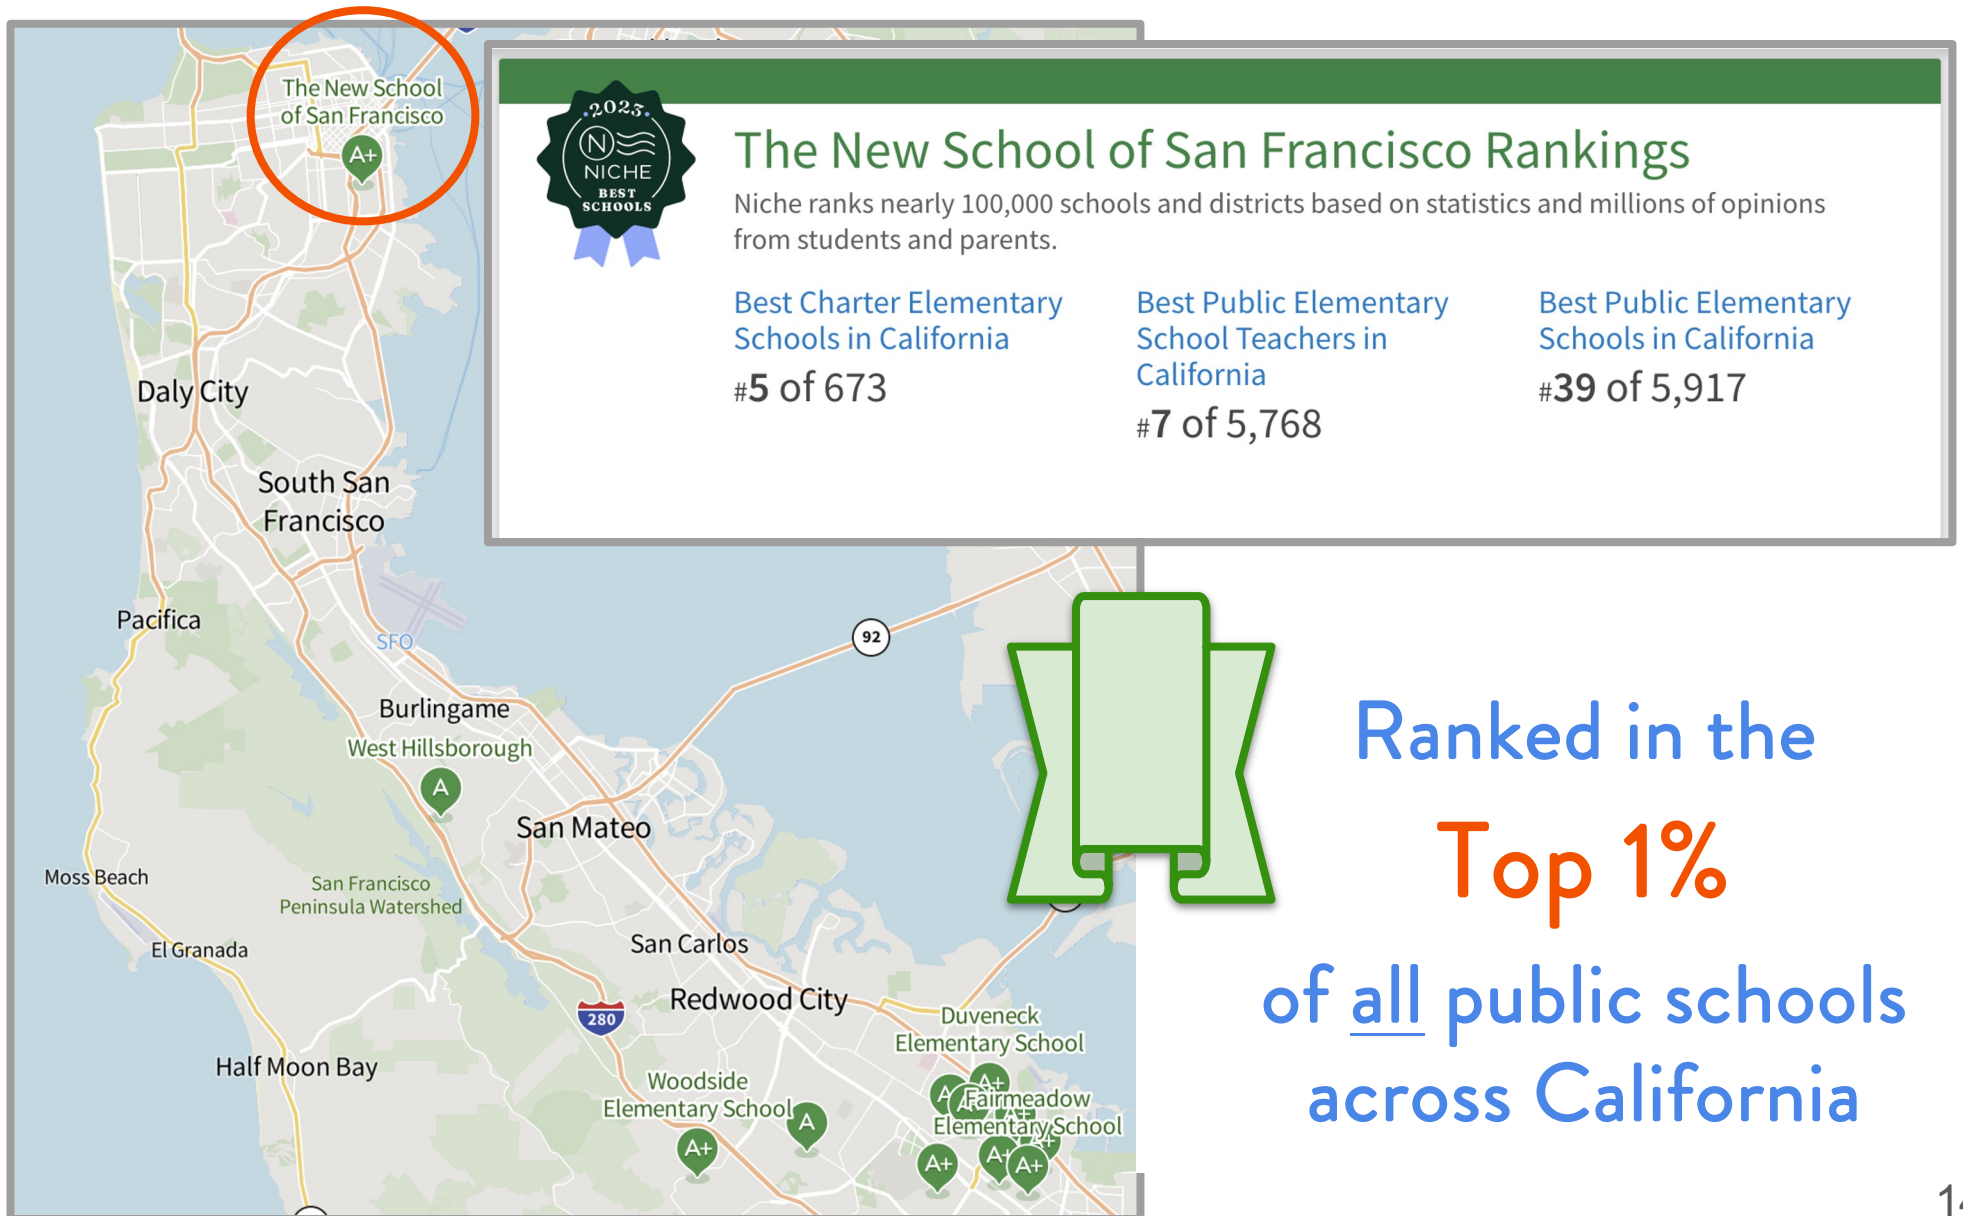 The New School
of San Francisco
A+
Daly City
South San
Francisco
Pacifica
SFO
92
Burlingame
West Hillsborough
A
San Mateo
Moss Beach
San Francisco
Peninsula Watershed
El Granada
San Carlos
Redwood City
280
Half Moon Bay
Duveneck
Elementary School
Woodside
Elementary School
A
A+
A
A+
Fairmeadow
Elementary School
A+
A+
A+
2023
N
NICHE
BEST
SCHOOLS
The New School of San Francisco Rankings
Niche ranks nearly 100,000 schools and districts based on statistics and millions of opinions
from students and parents.
Best Charter Elementary
Schools in California
#5 of 673
Best Public Elementary
School Teachers in
California
#7 of 5,768
Best Public Elementary
Schools in California
#39 of 5,917
Ranked in the
Top 1%
of all public schools
across California